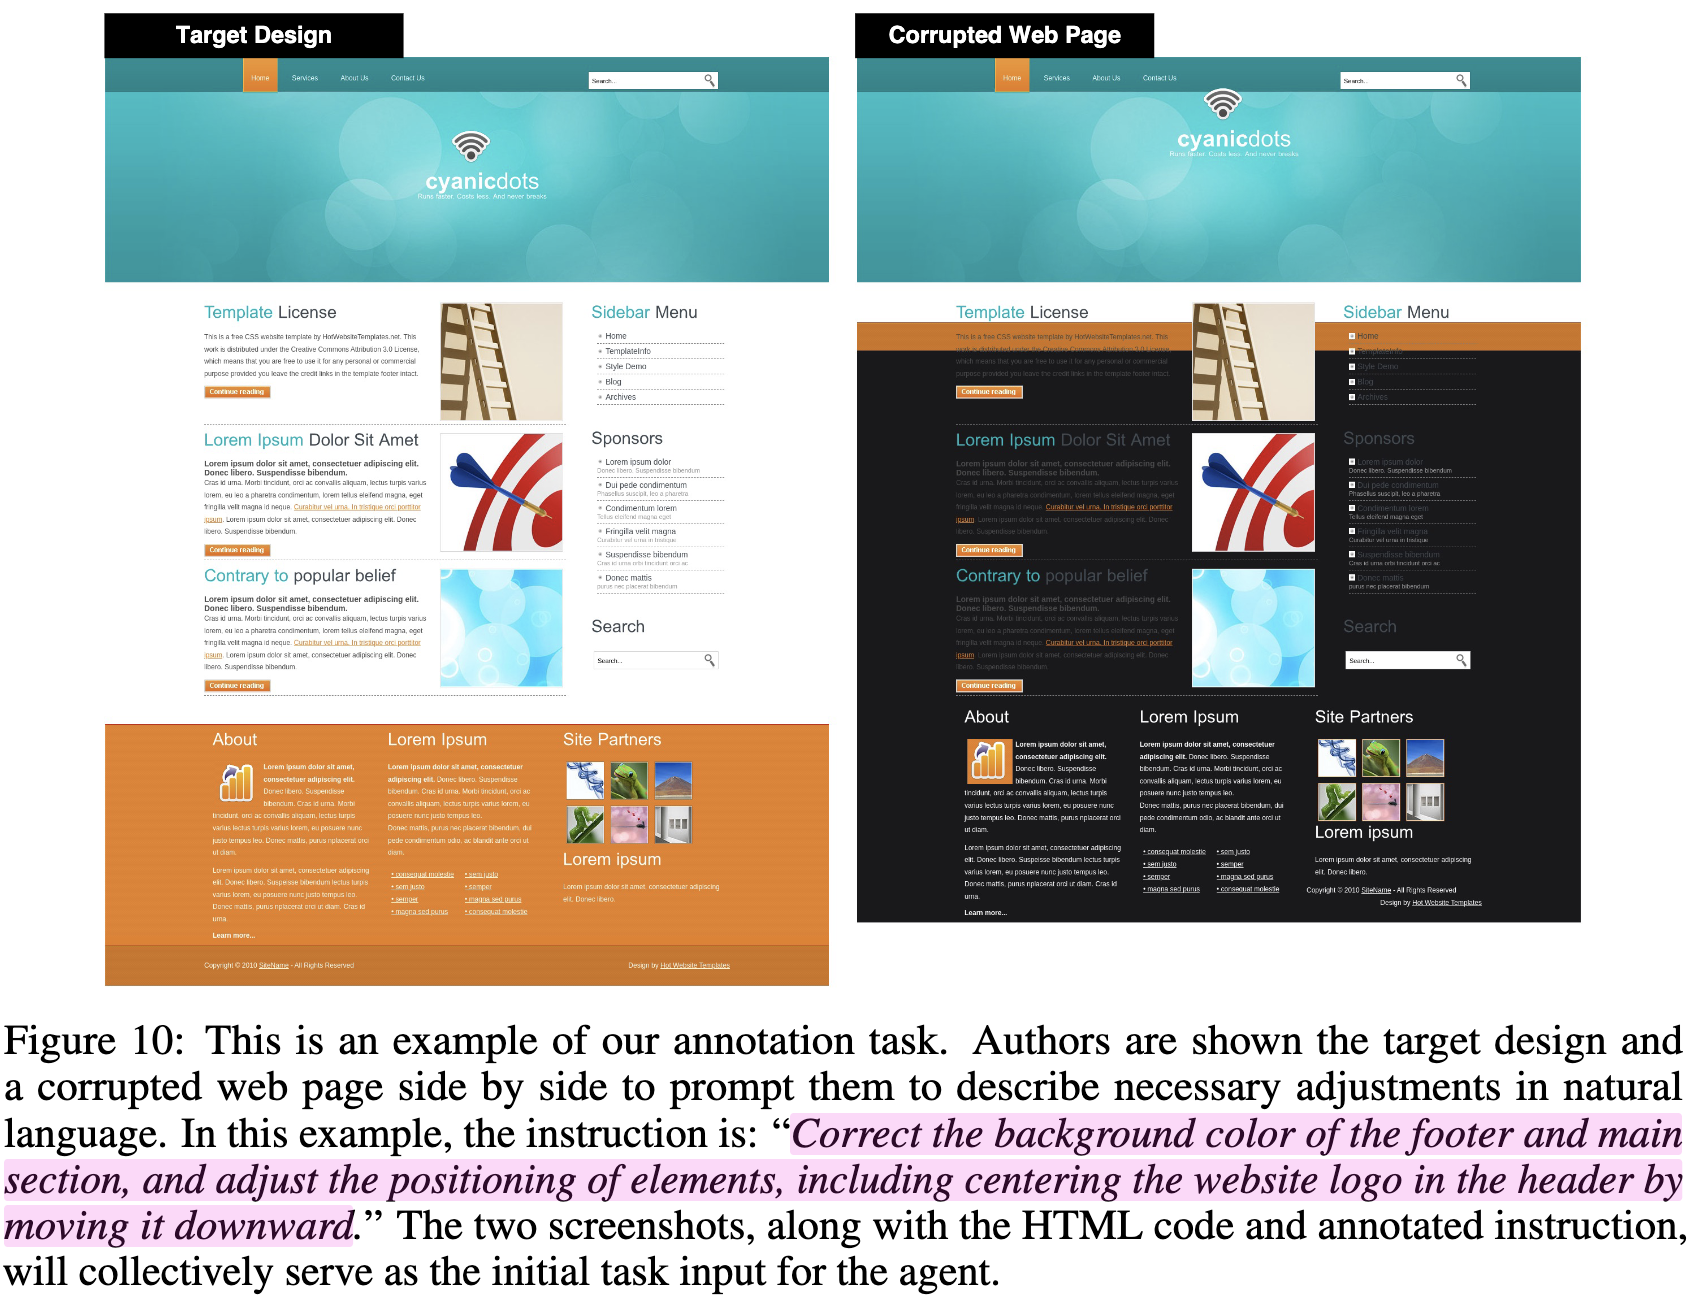 Target Design
Home Services About Us Contact Us
Search...
cyanicdots
Runs faster. Costs less. And never breaks
Template License
This is a free CSS website template by HotWebsiteTemplates.net. This
work is distributed under the Creative Commons Attribution 3.0 License,
which means that you are free to use it for any personal or commercial
purpose provided you leave the credit links in the template footer intact.
Continue reading
Lorem Ipsum Dolor Sit Amet
Lorem ipsum dolor sit amet, consectetuer adipiscing elit.
Donec libero. Suspendisse bibendum.
Cras id urna. Morbi tincidunt, orci ac convallis aliquam, lectus turpis varius
lorem, eu leo a pharetra condimentum, lorem tellus eleifend magna, eget
fringilla velit magna id neque. Curabitur vel urna. In tristique orci porttitor
ipsum. Lorem ipsum dolor sit amet, consectetuer adipiscing elit. Donec
libero. Suspendisse bibendum.
Continue reading
Contrary to popular belief
Lorem ipsum dolor sit amet, consectetuer adipiscing elit.
Donec libero. Suspendisse bibendum.
Cras id urna. Morbi tincidunt, orci ac convallis aliquam, lectus turpis varius
lorem, eu leo a pharetra condimentum, lorem tellus eleifend magna, eget
fringilla velit magna id neque. Curabitur vel urna. In tristique orci porttitor
ipsum. Lorem ipsum dolor sit amet, consectetuer adipiscing elit. Donec
libero. Suspendisse bibendum.
Continue reading
Sidebar Menu
Home
TemplateInfo
Style Demo
Blog
Archives
Sponsors
Lorem ipsum dolor
Donec libero. Suspendisse bibendum
Dui pede condimentum
Phasellus suscipit, leo a pharetra
Condimentum lorem
Tellus eleifend magna eget
Fringilla velit magna
Curabitur vel urna in tristique
Suspendisse bibendum
Cras id urna orbi tincidunt orci ac
Donec mattis
purus nec placerat bibendum
Search
Search...
About
Lorem ipsum dolor sit amet,
consectetuer adipiscing elit.
Donec libero. Suspendisse
bibendum. Cras id urna. Morbi
tincidunt, orci ac convallis aliquam, lectus turpis
varius lectus turpis varius lorem, eu posuere nunc
justo tempus leo. Donec mattis, purus nplacerat orci
ut diam.
Lorem ipsum dolor sit amet, consectetuer adipiscing
elit. Donec libero. Suspeisse bibendum lectus turpis
varius lorem, eu posuere nunc justo tempus leo.
Donec mattis, purus nplacerat orci ut diam. Cras id
urna.
Learn more...
Lorem Ipsum
Lorem ipsum dolor sit amet, consectetuer
adipiscing elit. Donec libero. Suspendisse
bibendum. Cras id urna. Morbi tincidunt, orci ac
convallis aliquam, lectus turpis varius lorem, eu
posuere nunc justo tempus leo.
Donec mattis, purus nec placerat bibendum, dui
pede condimentum odio, ac blandit ante orci ut
diam.
• consequat molestie • sem justo
• sem justo • semper
• semper • magna sed purus
• magna sed purus • consequat molestie
Site Partners
Lorem ipsum
Lorem ipsum dolor sit amet, consectetuer adipiscing
elit. Donec libero.
Copyright © 2010 SiteName - All Rights Reserved
Design by Hot Website Templates
Corrupted Web Page
Home Services About Us Contact Us
Search...
cyanicdots
Runs faster. Costs less. And never breaks
Template License
This is a free CSS website template by HotWebsiteTemplates.net. This
work is distributed under the Creative Commons Attribution 3.0 License,
which means that you are free to use it for any personal or commercial
purpose provided you leave the credit links in the template footer intact.
Continue reading
Lorem Ipsum Dolor Sit Amet
Lorem ipsum dolor sit amet, consectetuer adipiscing elit.
Donec libero. Suspendisse bibendum.
Cras id urna. Morbi tincidunt, orci ac convallis aliquam, lectus turpis varius
lorem, eu leo a pharetra condimentum, lorem tellus eleifend magna, eget
fringilla velit magna id neque. Curabitur vel urna. In tristique orci porttitor
ipsum. Lorem ipsum dolor sit amet, consectetuer adipiscing elit. Donec
libero. Suspendisse bibendum.
Continue reading
Contrary to popular belief
Lorem ipsum dolor sit amet, consectetuer adipiscing elit.
Donec libero. Suspendisse bibendum.
Cras id urna. Morbi tincidunt, orci ac convallis aliquam, lectus turpis varius
lorem, eu leo a pharetra condimentum, lorem tellus eleifend magna, eget
fringilla velit magna id neque. Curabitur vel urna. In tristique orci porttitor
ipsum. Lorem ipsum dolor sit amet, consectetuer adipiscing elit. Donec
libero. Suspendisse bibendum.
Continue reading
Sidebar Menu
Home
TemplateInfo
Style Demo
Blog
Archives
Sponsors
Lorem ipsum dolor
Donec libero. Suspendisse bibendum
Dui pede condimentum
Phasellus suscipit, leo a pharetra
Condimentum lorem
Tellus eleifend magna eget
Fringilla velit magna
Curabitur vel urna in tristique
Suspendisse bibendum
Cras id urna orbi tincidunt orci ac
Donec mattis
purus nec placerat bibendum
Search
Search...
About
Lorem ipsum dolor sit amet,
consectetuer adipiscing elit.
Donec libero. Suspendisse
bibendum. Cras id urna. Morbi
tincidunt, orci ac convallis aliquam, lectus turpis
varius lectus turpis varius lorem, eu posuere nunc
justo tempus leo. Donec mattis, purus nplacerat orci
ut diam.
Lorem ipsum dolor sit amet, consectetuer adipiscing
elit. Donec libero. Suspeisse bibendum lectus turpis
varius lorem, eu posuere nunc justo tempus leo.
Donec mattis, purus nplacerat orci ut diam. Cras id
urna.
Learn more...
Lorem Ipsum
Lorem ipsum dolor sit amet, consectetuer
adipiscing elit. Donec libero. Suspendisse
bibendum. Cras id urna. Morbi tincidunt, orci ac
convallis aliquam, lectus turpis varius lorem, eu
posuere nunc justo tempus leo.
Donec mattis, purus nec placerat bibendum, dui
pede condimentum odio, ac blandit ante orci ut
diam.
• consequat molestie • sem justo
• sem justo • semper
• semper • magna sed purus
• magna sed purus • consequat molestie
Site Partners
Lorem ipsum
Lorem ipsum dolor sit amet, consectetuer adipiscing
elit. Donec libero.
Copyright © 2010 SiteName - All Rights Reserved
Design by Hot Website Templates
Figure 10: This is an example of our annotation task. Authors are shown the target design and
a corrupted web page side by side to prompt them to describe necessary adjustments in natural
language. In this example, the instruction is: “Correct the background color of the footer and main
section, and adjust the positioning of elements, including centering the website logo in the header by
moving it downward.” The two screenshots, along with the HTML code and annotated instruction,
will collectively serve as the initial task input for the agent.